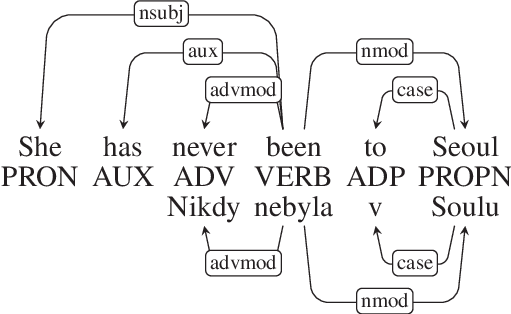 nsubj
aux
nmod
advmod
case
She has never been to Seoul
PRON AUX ADV VERB ADP PROPN
Nikdy nebyla v Soulu
advmod
case
nmod